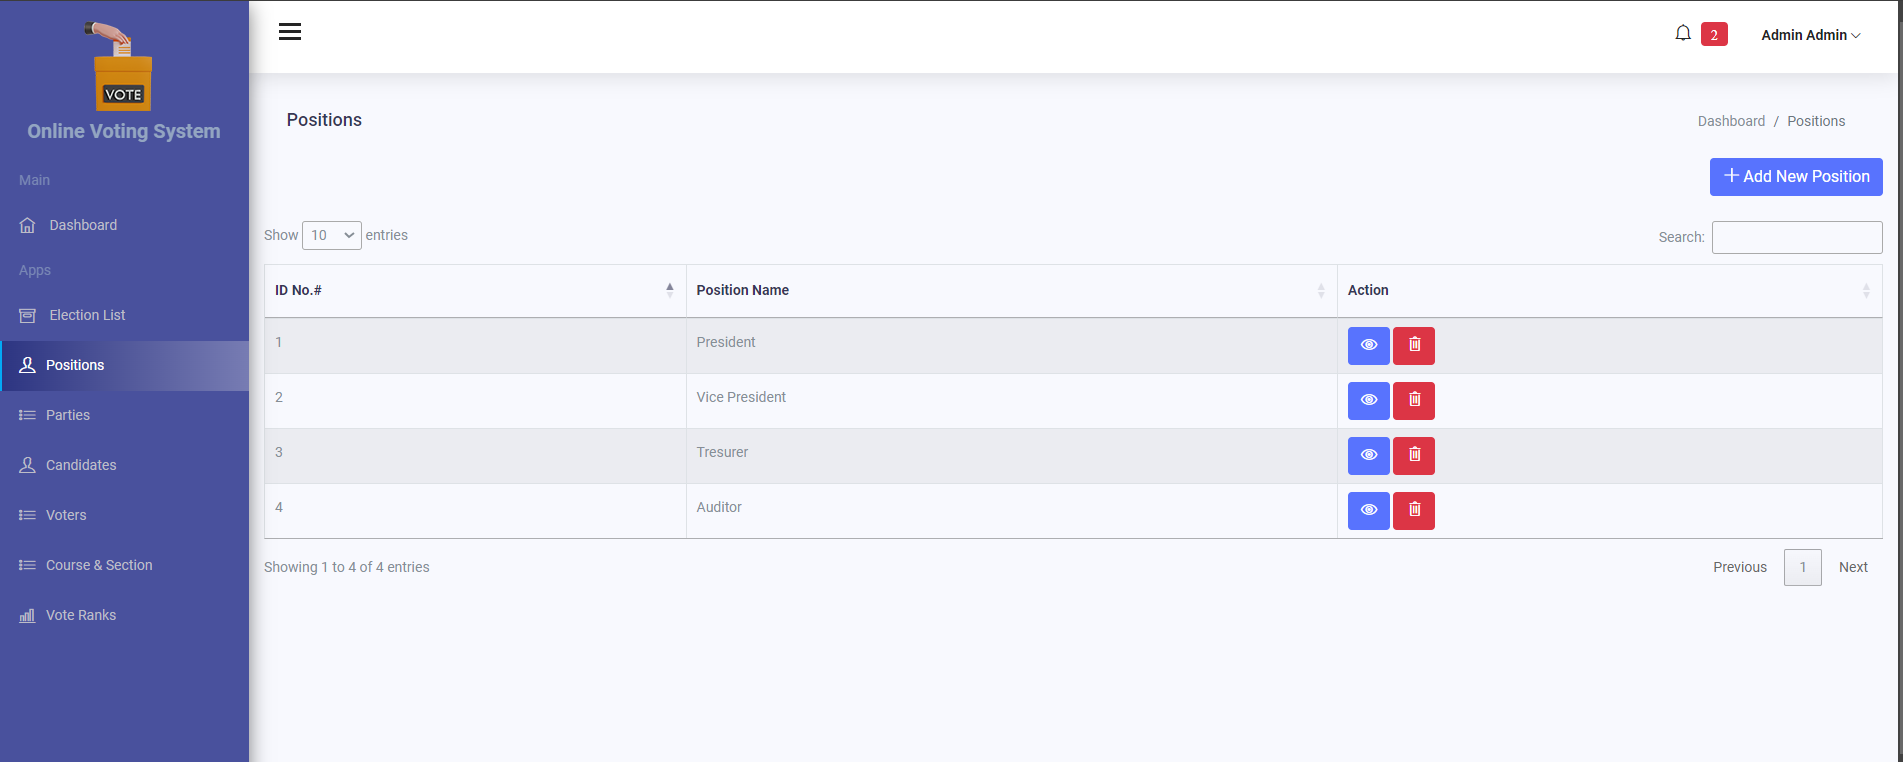 VOTE
Online Voting System
Main
Dashboard
Apps
Election List
Positions
Parties
Candidates
Voters
Course & Section
Vote Ranks
2
Admin Admin
Positions
Dashboard / Positions
Add New Position
Show 10 entries
Search:
ID No.# Position Name Action
1 President
2 Vice President
3 Tresurer
4 Auditor
Showing 1 to 4 of 4 entries
Previous 1 Next